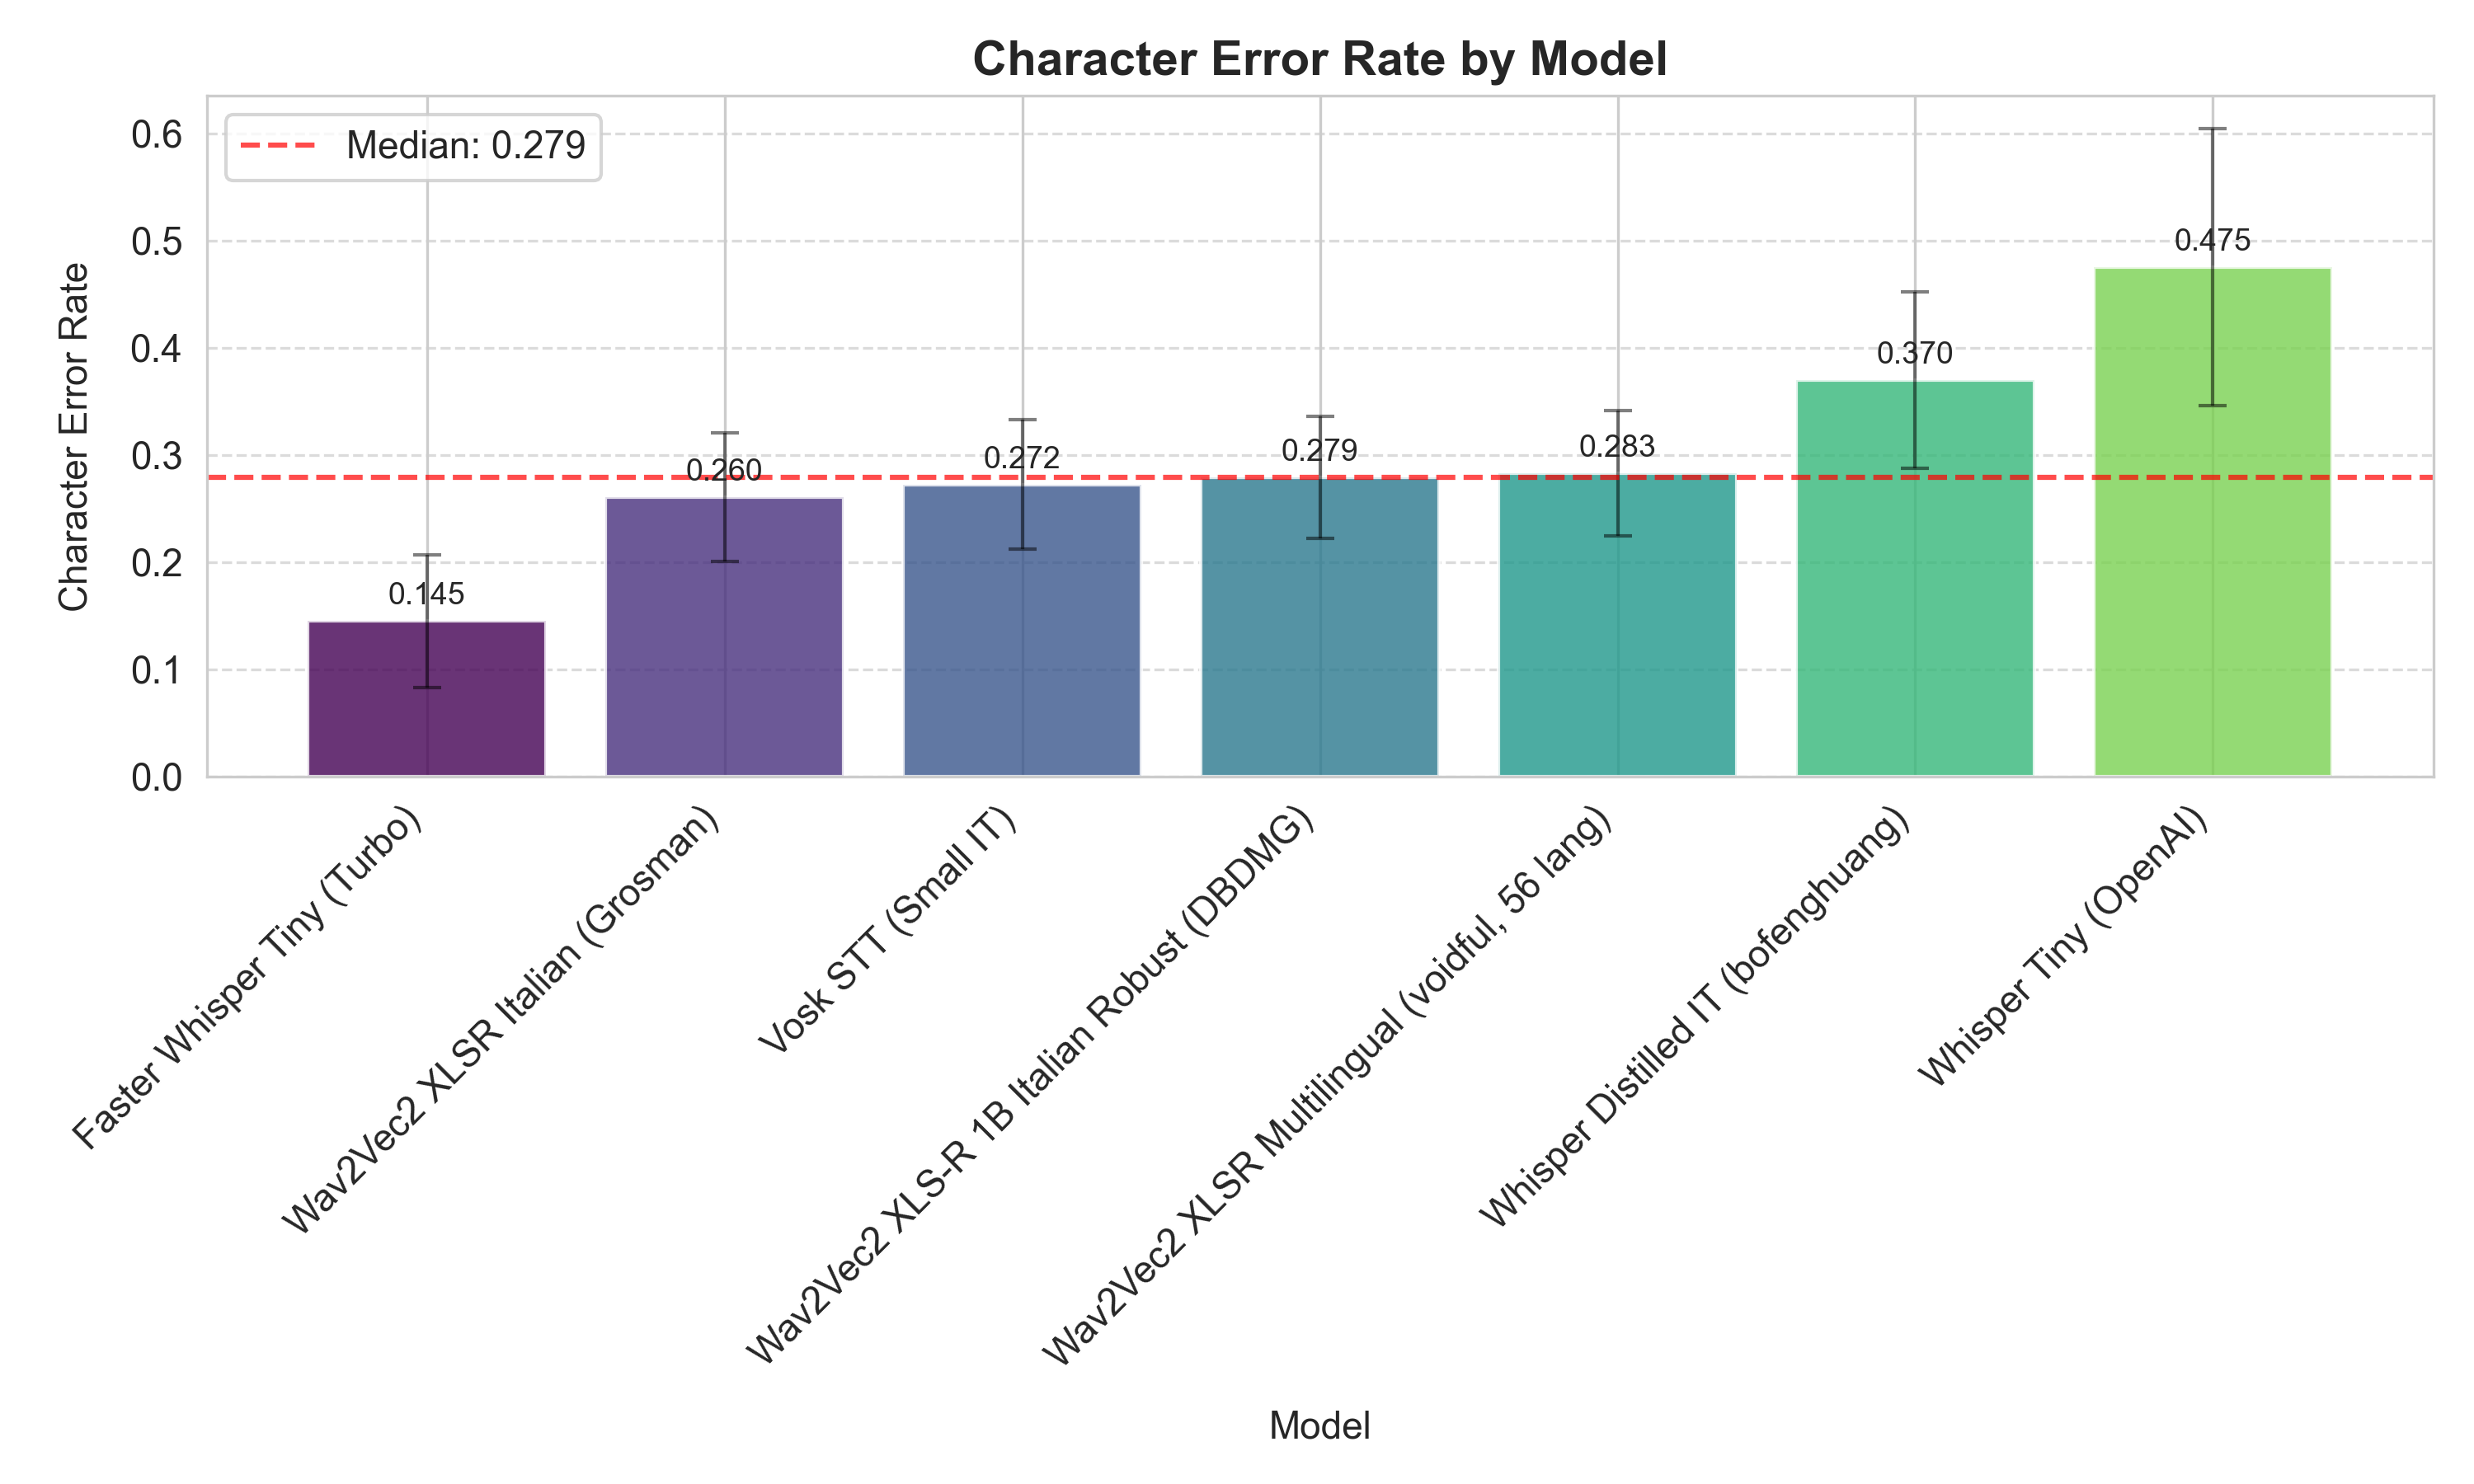 Character Error Rate by Model
Median: 0.279
Character Error Rate
0.6
0.5
0.4
0.3
0.2
0.1
0.0
0.145
0.260
0.272
0.279
0.283
0.370
0.475
Faster Whisper Tiny (Turbo)
Wav2Vec2 XLSR Italian (Grosman)
Vosk STT (Small IT)
Wav2Vec2 XLS-R 1B Italian Robust (DBDMG)
Wav2Vec2 XLSR Multilingual (voidful, 56 lang)
Whisper Distilled IT (bofenghuang)
Whisper Tiny (OpenAI)
Model